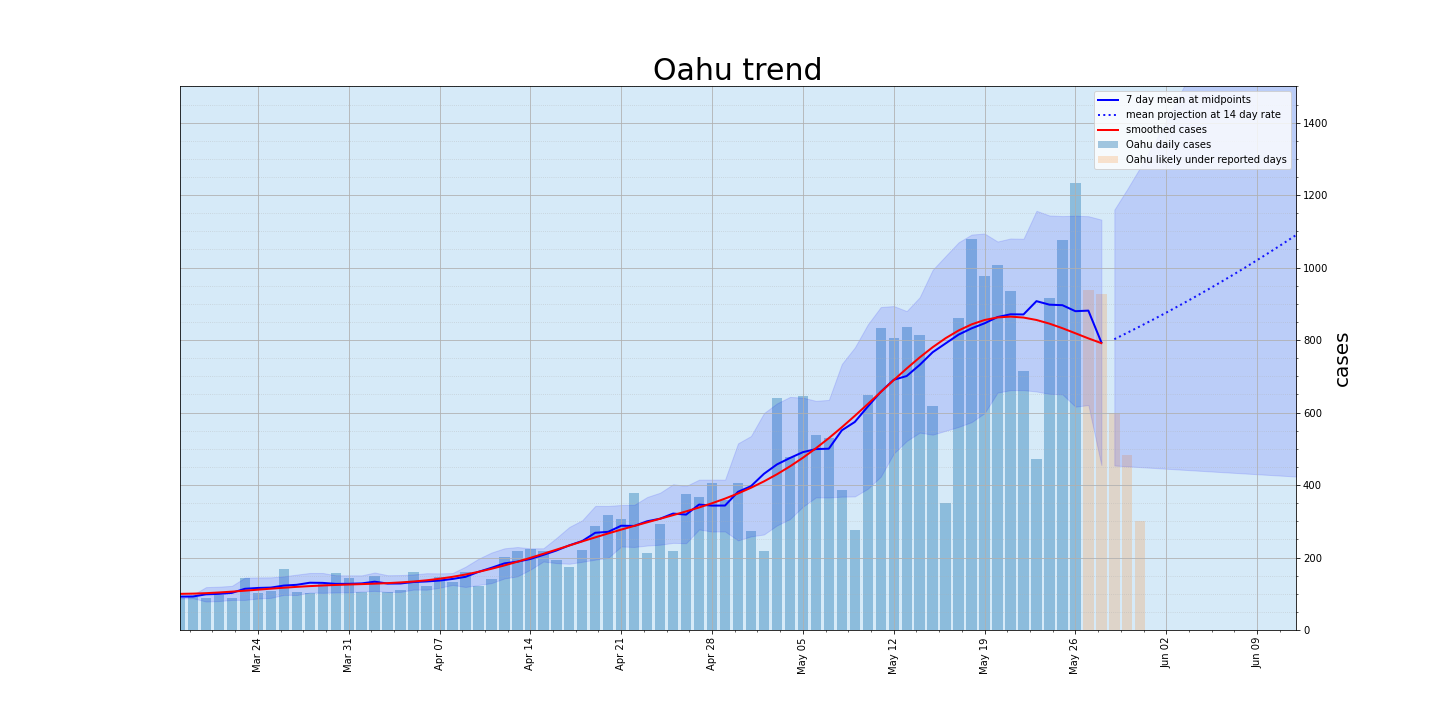 Oahu trend
7 day mean at midpoints
mean projection at 14 day rate
smoothed cases
Oahu daily cases
Oahu likely under reported days
1400
1200
1000
800
600
400
200
0
cases
Mar 24
Mar 31
Apr 07
Apr 14
Apr 21
Apr 28
May 05
May 12
May 19
May 26
Jun 02
Jun 09